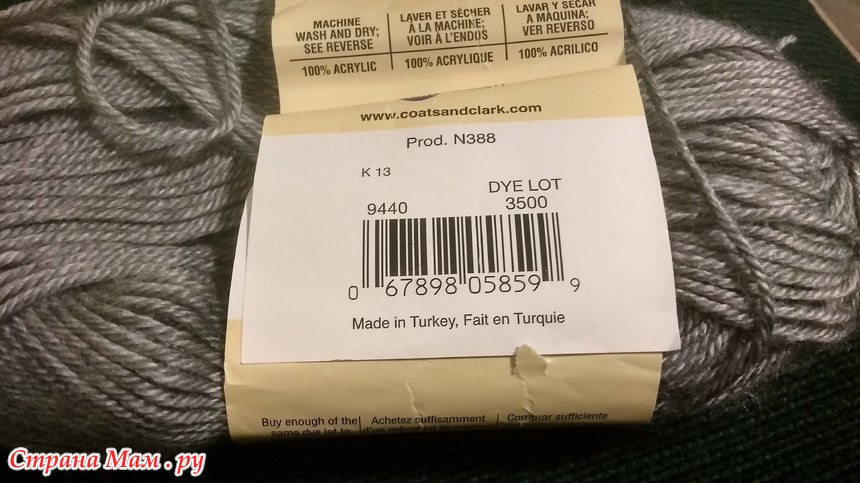 MACHINE
WASH AND DRY;
SEE REVERSE
100% ACRYLIC
LAVER ET SÉCHER
À LA MACHINE;
VOIR À L'ENDOS
100% ACRYLIQUE
LAVAR Y SECAR
A MÁQUINA;
VER REVERSO
100% ACRILICO
www.coatsandclark.com
Prod. N388
K 13
DYE LOT
9440 3500
0 67898 05859 9
Made in Turkey, Fait en Turquie
Buy enough of the
same dye lot to
Achetez suffisamment
d'un même
Comprar suficiente
Страна Мам.ру